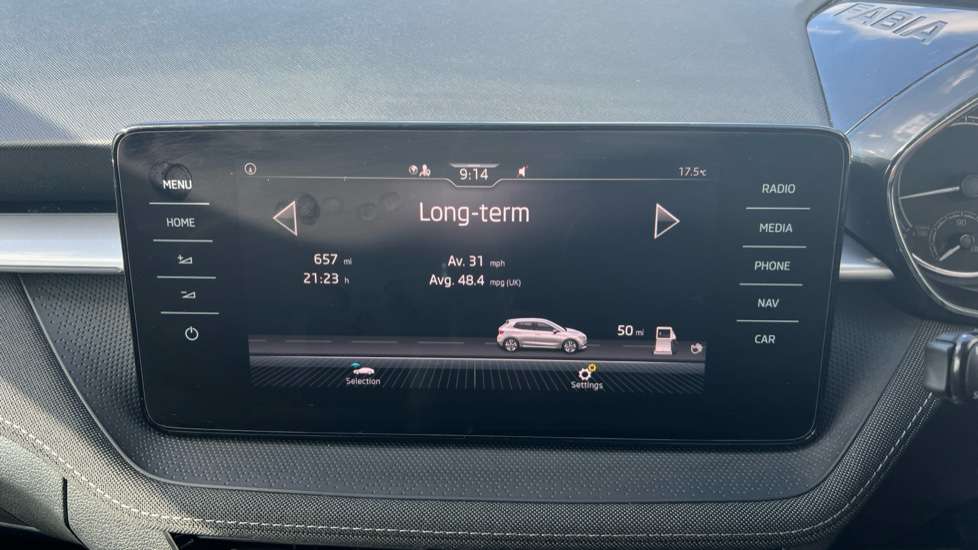 FABIA
MENU
HOME
9:14
17.5°C
Long-term
657 mi
21:23 h
Av. 31 mph
Avg. 48.4 mpg (UK)
50 mi
Selection
Settings
RADIO
MEDIA
PHONE
NAV
CAR
90